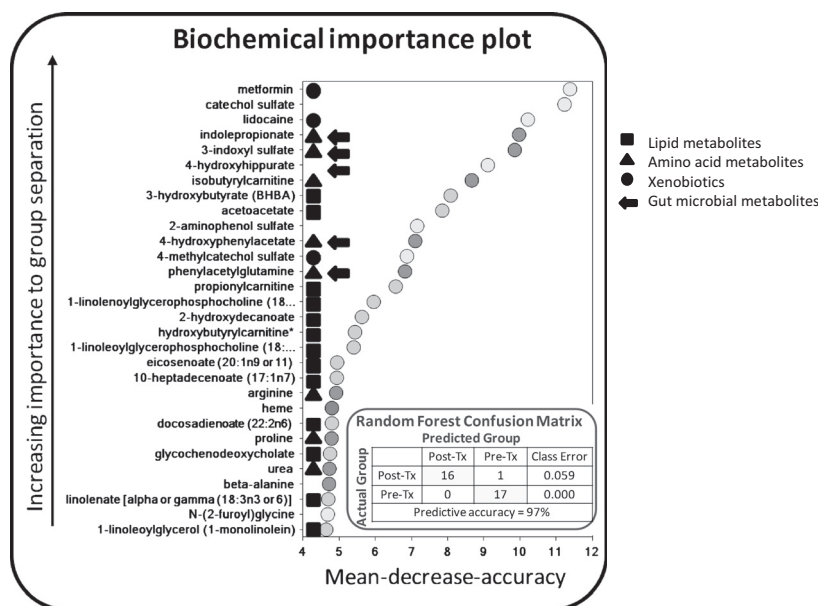 Biochemical importance plot
Increasing importance to group separation
metformin
catechol sulfate
lidocaine
indolepropionate
3-indoxyl sulfate
4-hydroxyhippurate
isobutyrylcarnitine
3-hydroxybutyrate (BHBA)
acetoacetate
2-aminophenol sulfate
4-hydroxyphenylacetate
4-methylcatechol sulfate
phenylacetylglutamine
propionylcarnitine
1-linolenoylglycerophosphocholine (18...
2-hydroxydecanoate
hydroxybutyrylcarnitine*
1-linoleoylglycerophosphocholine (18:...
eicosenoate (20:1n9 or 11)
10-heptadecenoate (17:1n7)
arginine
heme
docosadienoate (22:2n6)
proline
glycochenodeoxycholate
urea
beta-alanine
linolenate [alpha or gamma (18:3n3 or 6)]
N-(2-furoyl)glycine
1-linoleoylglycerol (1-monolinolein)
4 5 6 7 8 9 10 11 12
Mean-decrease-accuracy
Random Forest Confusion Matrix
Predicted Group
Actual Group
Post-Tx Pre-Tx Class Error
Post-Tx 16 1 0.059
Pre-Tx 0 17 0.000
Predictive accuracy = 97%
Lipid metabolites
Amino acid metabolites
Xenobiotics
Gut microbial metabolites